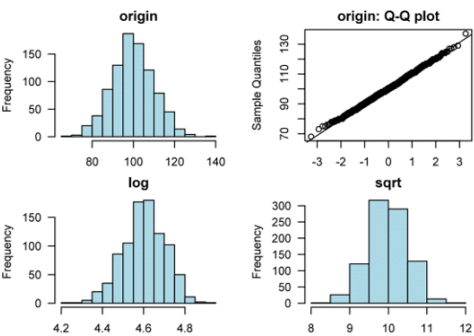 origin
Frequency
150
100
50
0
80 100 120 140
origin: Q-Q plot
Sample Quantiles
130
110
90
70
-3 -2 -1 0 1 2 3
log
Frequency
150
100
50
0
4.2 4.4 4.6 4.8
sqrt
Frequency
300
250
200
150
100
50
0
8 9 10 11 12